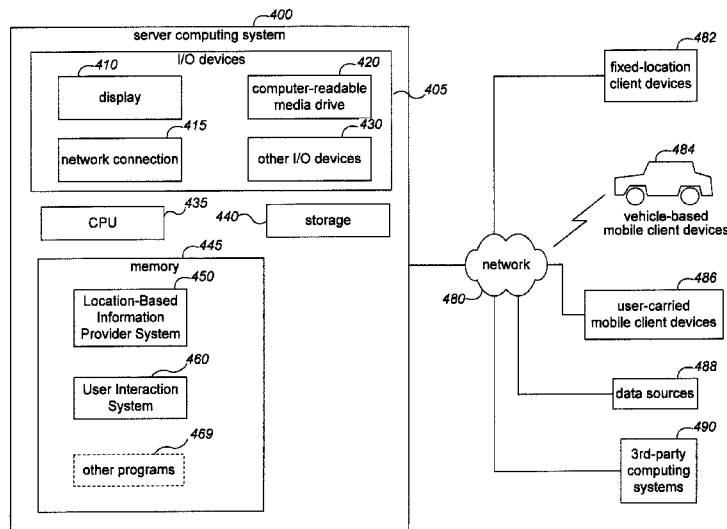 400
server computing system
I/O devices
410
display
420
computer-readable
media drive
405
415
network connection
430
other I/O devices
435
CPU
440
storage
445
memory
450
Location-Based
Information
Provider System
460
User Interaction
System
469
other programs
network
480
482
fixed-location
client devices
484
vehicle-based
mobile client devices
486
user-carried
mobile client devices
488
data sources
490
3rd-party
computing
systems